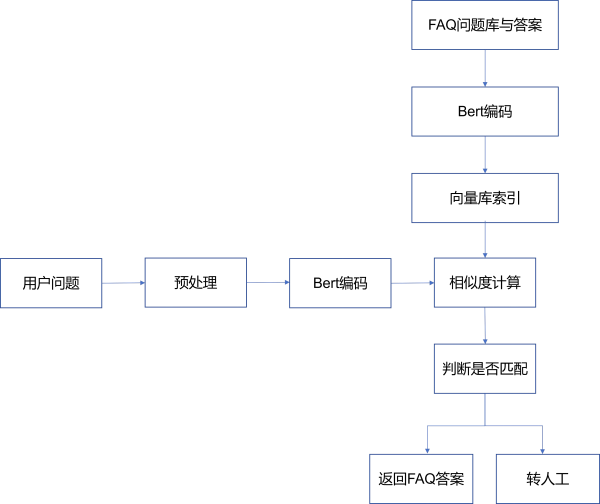 FAQ问题库与答案
Bert编码
向量库索引
用户问题
预处理
Bert编码
相似度计算
判断是否匹配
返回FAQ答案
转人工